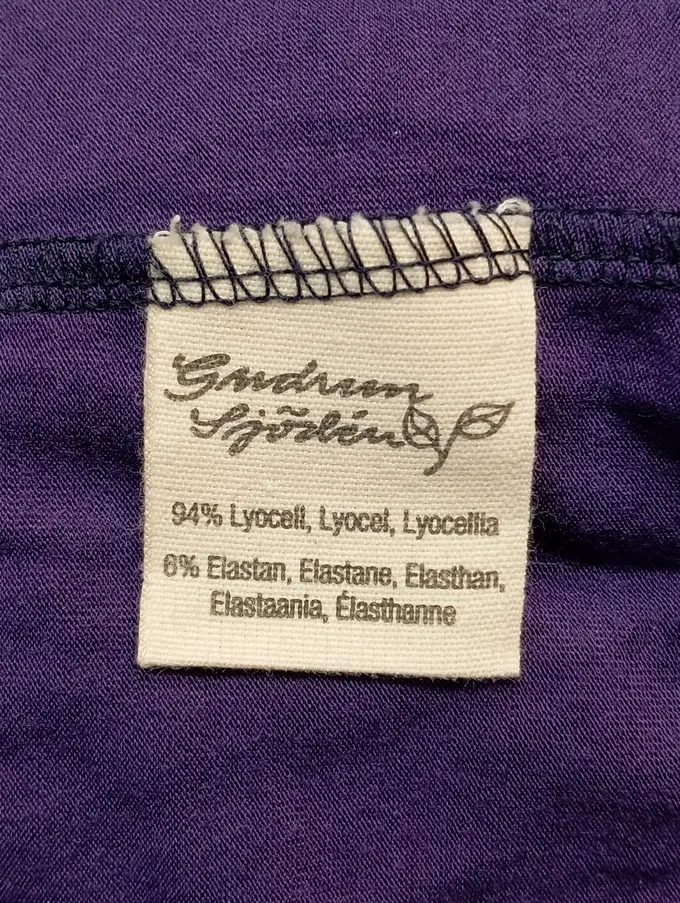 Gudrun
Sjödén
94% Lyocell, Lyocel, Lyocellia
6% Elastan, Elastane, Elasthan,
Elastaania, Élasthanne